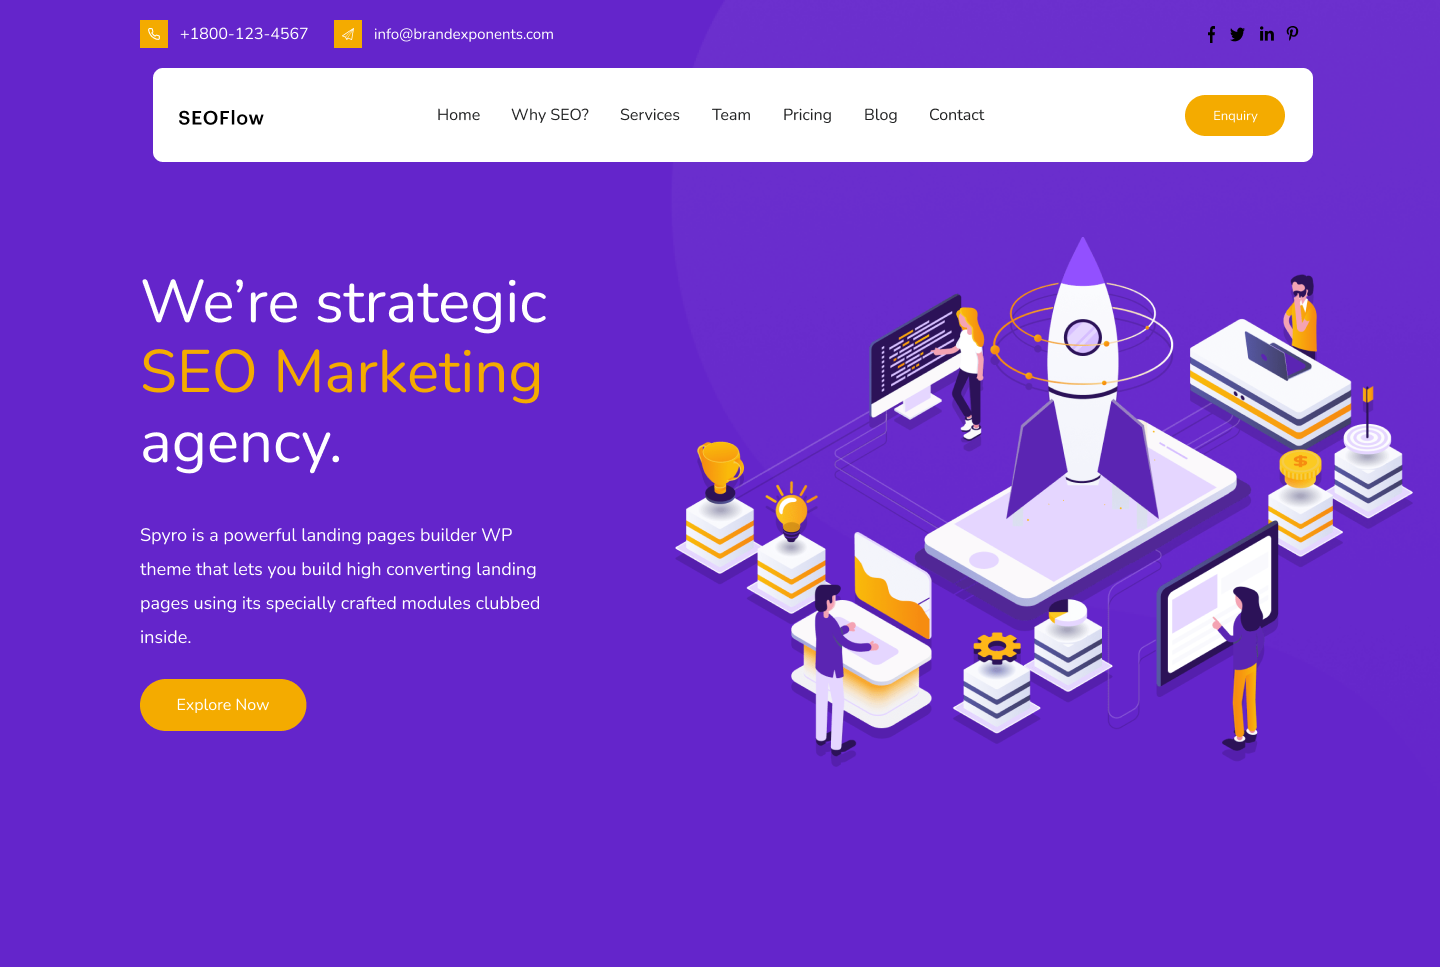 +1800-123-4567 info@brandexponents.com
SEOFlow Home Why SEO? Services Team Pricing Blog Contact Enquiry
We’re strategic
SEO Marketing
agency.
Spyro is a powerful landing pages builder WP
theme that lets you build high converting landing
pages using its specially crafted modules clubbed
inside.
Explore Now